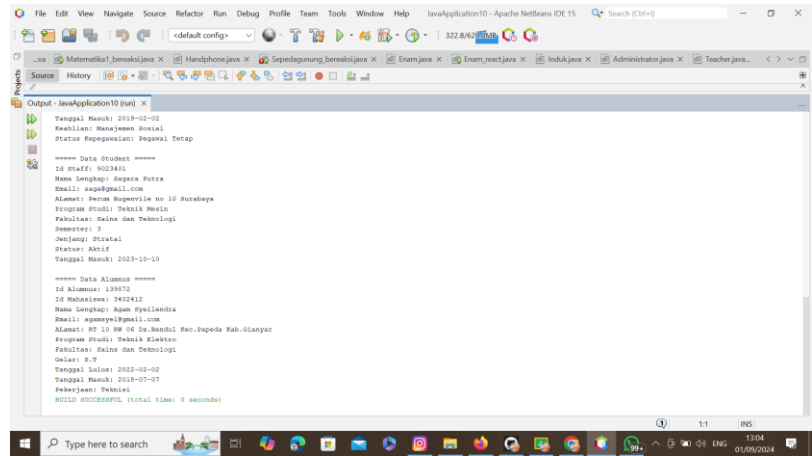 File Edit View Navigate Source Refactor Run Debug Profile Team Tools Window Help JavaApplication10 - Apache NetBeans IDE 15 Search (Ctrl+I)
<default config> 322.8/62
...va Matematika1_bereaksi.java Handphone.java Sepedagunung_bereaksi.java Enam.java Enam_react.java Induk.java Administrator.java Teacher.java...
Source History
Projects
Output - JavaApplication10 (run)
Tanggal Masuk: 2019-02-02
Keahlian: Manajemen Sosial
Status Kepegawaian: Pegawai Tetap
===== Data Student =====
Id Staff: 9023401
Nama Lengkap: Sagara Putra
Email: saga@gmail.com
ALamat: Perum Bugenvile no 10 Surabaya
Program Studi: Teknik Mesin
Fakultas: Sains dan Teknologi
Semester: 3
Jenjang: Strata1
Status: Aktif
Tanggal Masuk: 2023-10-10
===== Data Alumnus =====
Id Alumnus: 139872
Id Mahasiswa: 3402412
Nama Lengkap: Agam Syeilendra
Email: agamsyel@gmail.com
ALamat: RT 10 RW 06 Ds.Bendul Kec.Papeda Kab.Gianyar
Program Studi: Teknik Elektro
Fakultas: Sains dan Teknologi
Gelar: S.T
Tanggal Lulus: 2022-02-02
Tanggal Masuk: 2018-07-07
Pekerjaan: Teknisi
BUILD SUCCESSFUL (total time: 0 seconds)
1 1:1 INS
Type here to search 99+ ENG 13:04
01/09/2024